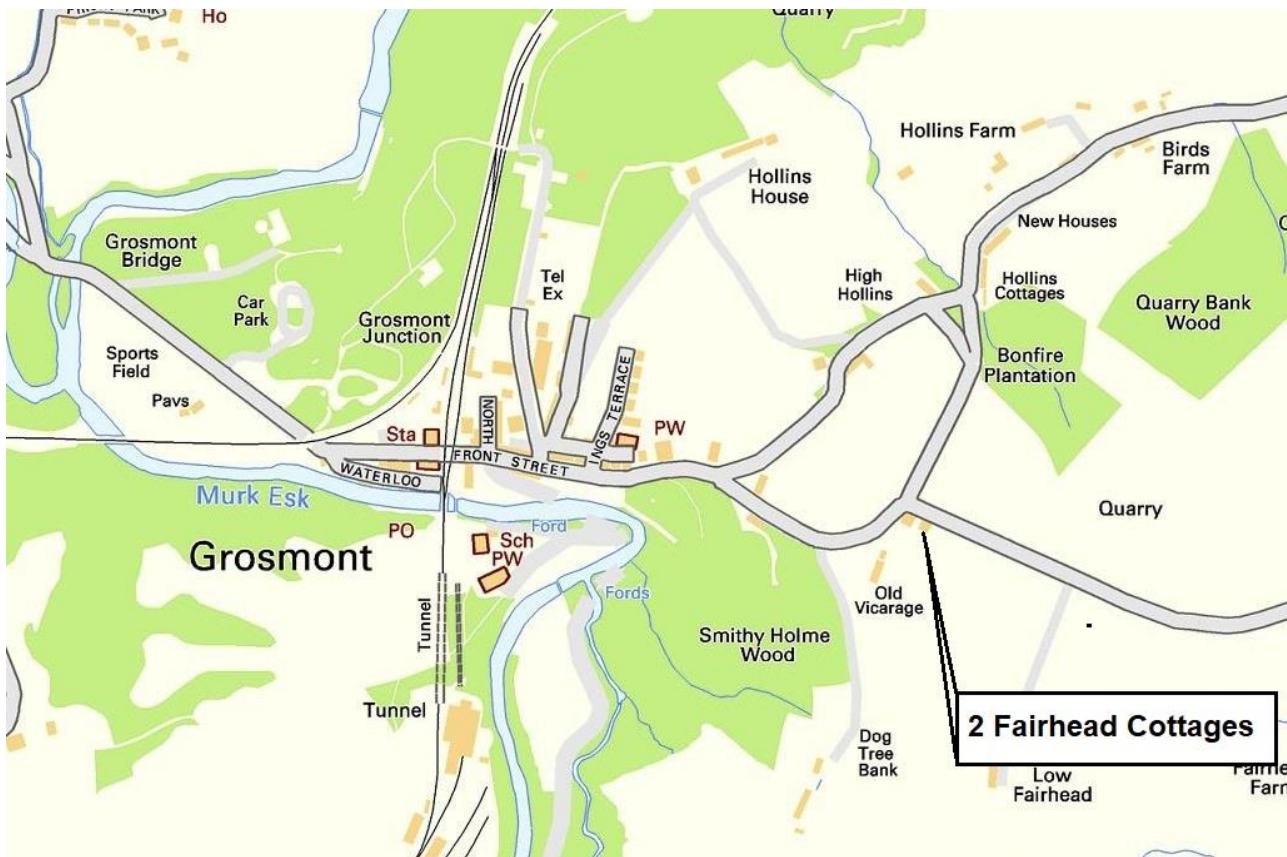 Ho
Quarry
Hollins Farm
Birds
Farm
Hollins
House
New Houses
Grosmont
Bridge
Tel
Ex
High
Hollins
Hollins
Cottages
Quarry Bank
Wood
Car
Park
Grosmont
Junction
Bonfire
Plantation
Sports
Field
Pavs
INGS TERRACE
NORTH
Sta
PW
FRONT STREET
WATERLOO
Murk Esk
Quarry
PO
Ford
Sch
PW
Grosmont
Fords
Old
Vicarage
Tunnel
Smithy Holme
Wood
Tunnel
2 Fairhead Cottages
Dog
Tree
Bank
Low
Fairhead
Farm